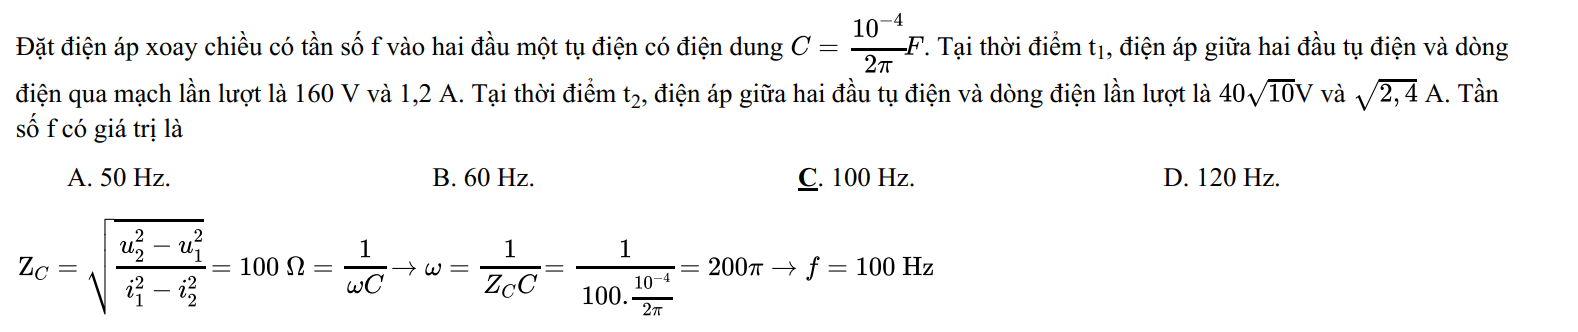 Đặt điện áp xoay chiều có tần số f vào hai đầu một tụ điện có điện dung $C = \frac{10^{-4}}{2\pi}F$. Tại thời điểm t₁, điện áp giữa hai đầu tụ điện và dòng
điện qua mạch lần lượt là 160 V và 1,2 A. Tại thời điểm t₂, điện áp giữa hai đầu tụ điện và dòng điện lần lượt là $40\sqrt{10}$V và $\sqrt{2,4}$ A. Tần
số f có giá trị là
A. 50 Hz. B. 60 Hz. C. 100 Hz. D. 120 Hz.
$Z_C = \sqrt{\frac{u_2^2 - u_1^2}{i_1^2 - i_2^2}} = 100\ \Omega = \frac{1}{\omega C} \rightarrow \omega = \frac{1}{Z_C C} = \frac{1}{100.\frac{10^{-4}}{2\pi}} = 200\pi \rightarrow f = 100\ \text{Hz}$